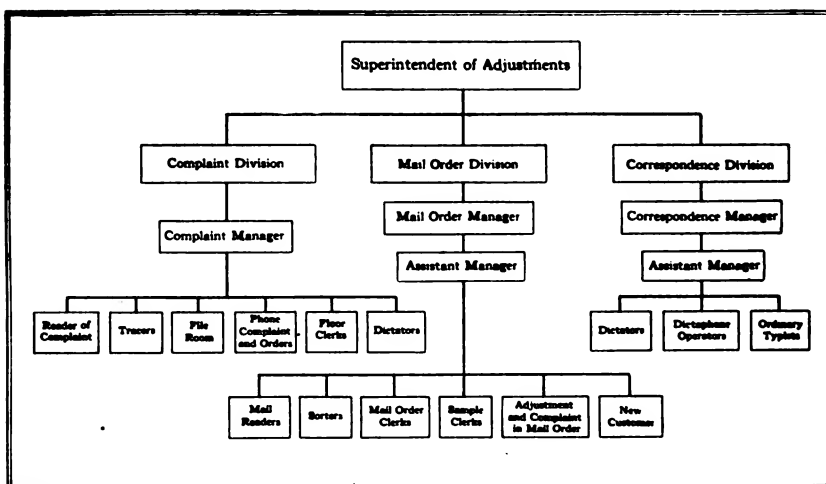 Superintendent of Adjustments
Complaint Division
Mail Order Division
Correspondence Division
Complaint Manager
Mail Order Manager
Correspondence Manager
Assistant Manager
Assistant Manager
Reader of
Complaint
Tracers
File
Room
Phone
Complaint
and Orders
Floor
Clerks
Dictators
Dictators
Dictaphone
Operators
Ordinary
Typists
Mail
Readers
Sorters
Mail Order
Clerks
Sample
Clerks
Adjustment
and Complaint
in Mail Order
New
Customer